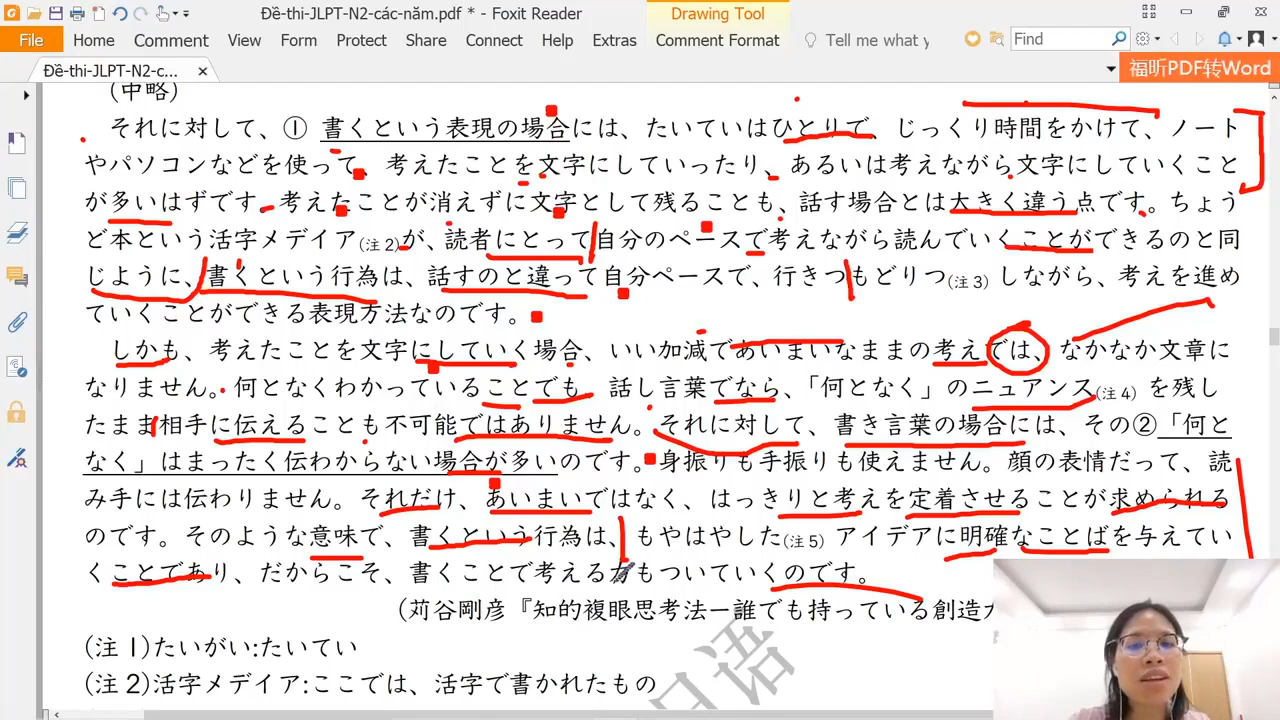 Đề-thi-JLPT-N2-các-năm.pdf * - Foxit Reader
Drawing Tool
File Home Comment View Form Protect Share Connect Help Extras Comment Format Tell me what y Find
Đề-thi-JLPT-N2-c... 福昕PDF转Word
(中略)
それに対して、① 書くという表現の場合には、たいていはひとりで、じっくり時間をかけて、ノート
やパソコンなどを使って、考えたことを文字にしていったり、あるいは考えながら文字にしていくこと
が多いはずです。考えたことが消えずに文字として残ることも、話す場合とは大きく違う点です。ちょう
ど本という活字メデイア(注2)が、読者にとって自分のペースで考えながら読んでいくことができるのと同
じように、書くという行為は、話すのと違って自分ペースで、行きつもどりつ(注3)しながら、考えを進め
ていくことができる表現方法なのです。
しかも、考えたことを文字にしていく場合、いい加減であいまいなままの考えでは、なかなか文章に
なりません。何となくわかっていることでも、話し言葉でなら、「何となく」のニュアンス(注4)を残し
たまま相手に伝えることも不可能ではありません。それに対して、書き言葉の場合には、その②「何と
なく」はまったく伝わからない場合が多いのです。身振りも手振りも使えません。顔の表情だって、読
み手には伝わりません。それだけ、あいまいではなく、はっきりと考えを定着させることが求められる
のです。そのような意味で、書くという行為は、もやはやした(注5)アイデアに明確なことばを与えてい
くことであり、だからこそ、書くことで考える力もついていくのです。
(苅谷剛彦『知的複眼思考法ー誰でも持っている創造
(注1)たいがい:たいてい
(注2)活字メデイア:ここでは、活字で書かれたもの
日语